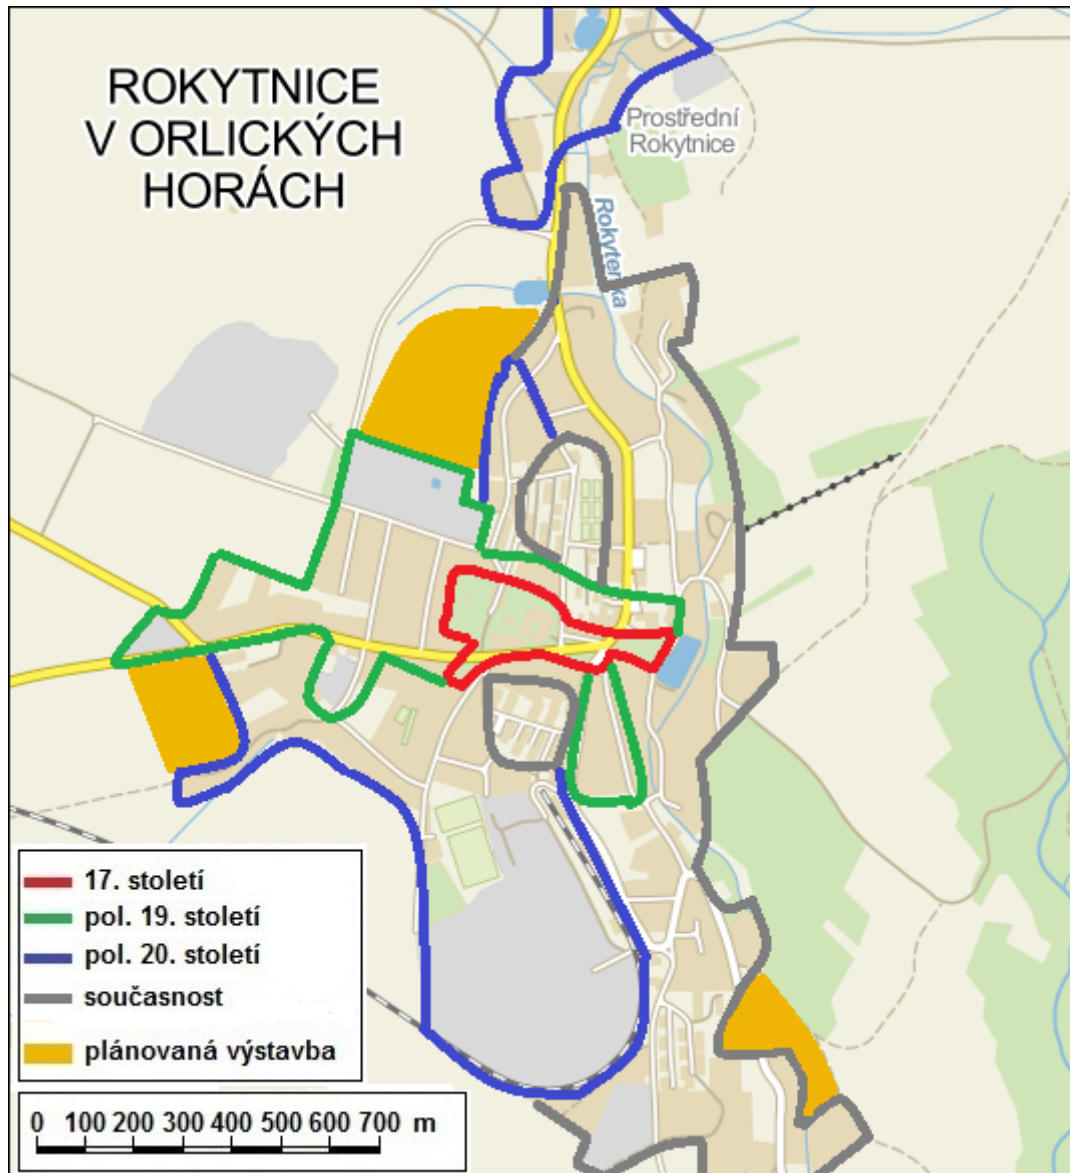 ROKYTNICE
V ORLICKÝCH
HORÁCH
Prostřední
Rokytnice
Rokytenka
17. století
pol. 19. století
pol. 20. století
současnost
plánovaná výstavba
0 100 200 300 400 500 600 700 m